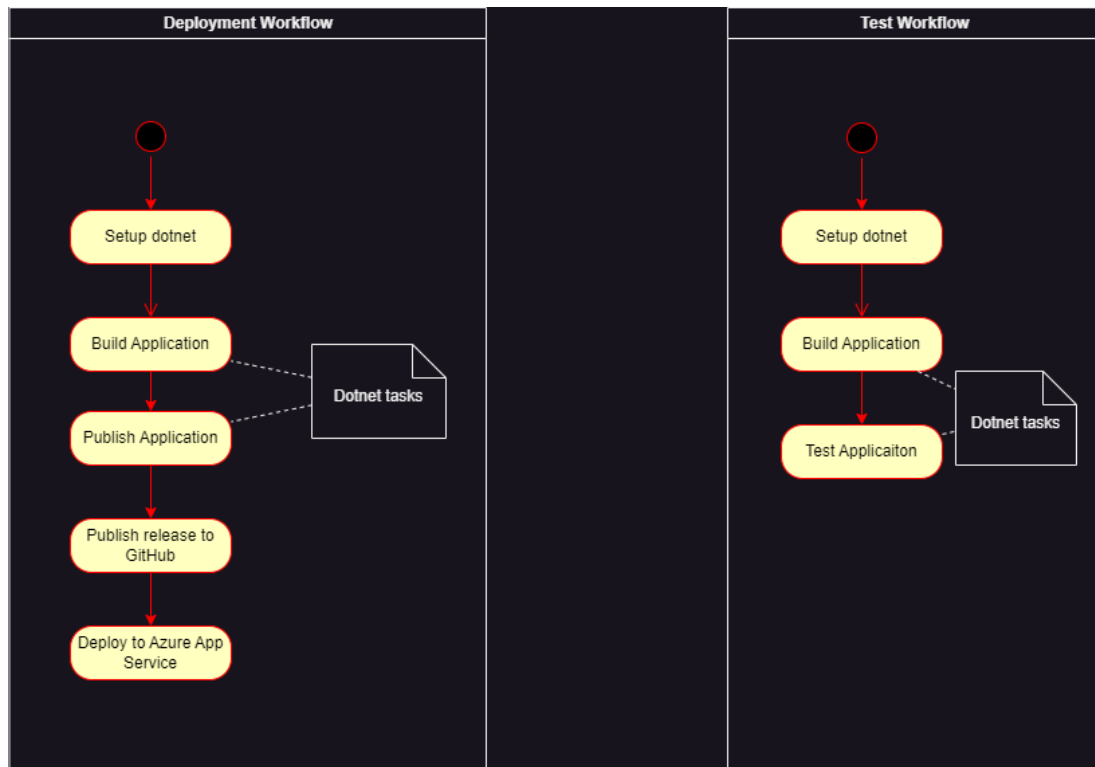 Deployment Workflow
Test Workflow
Setup dotnet
Build Application
Dotnet tasks
Publish Application
Publish release to
GitHub
Deploy to Azure App
Service
Setup dotnet
Build Application
Dotnet tasks
Test Applicaiton